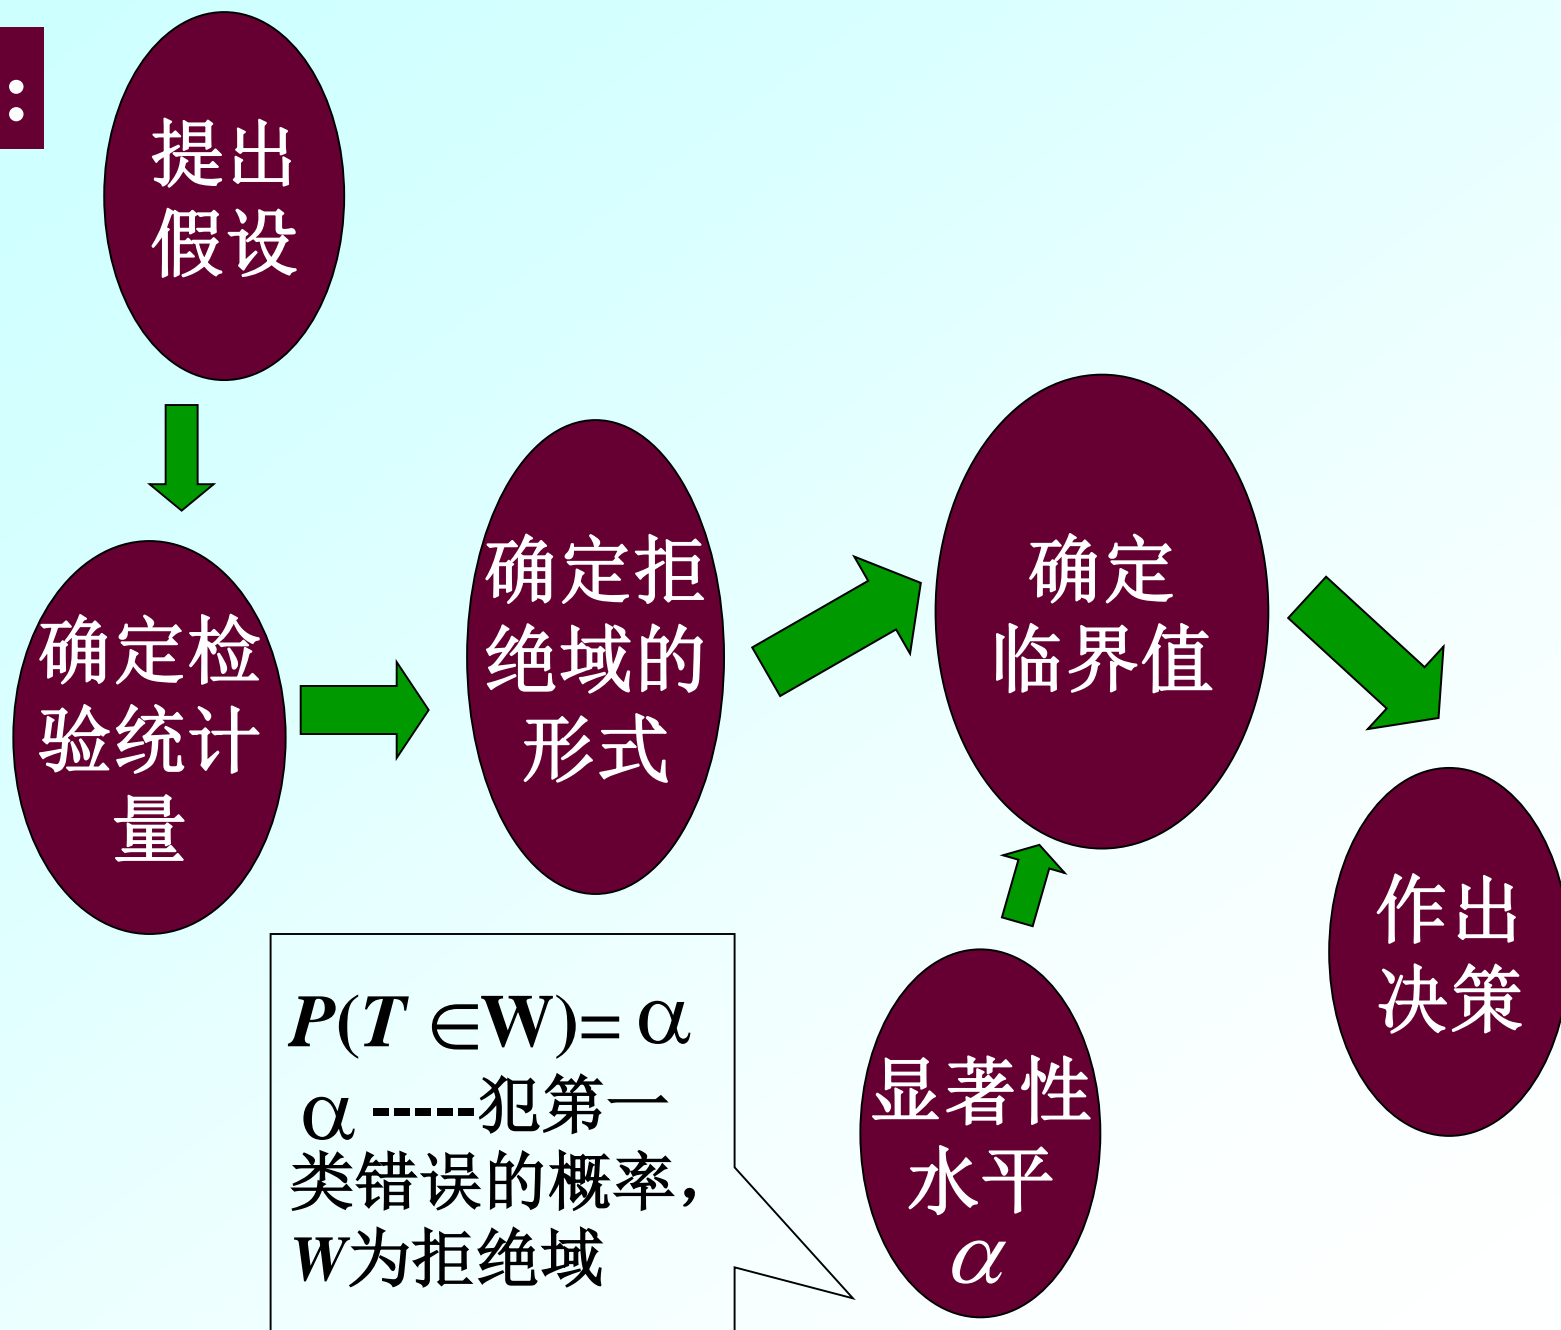 :
提出
假设
确定检
验统计
量
确定拒
绝域的
形式
确定
临界值
作出
决策
显著性
水平
α
P(T ∈W)= α
α -----犯第一
类错误的概率，
W为拒绝域